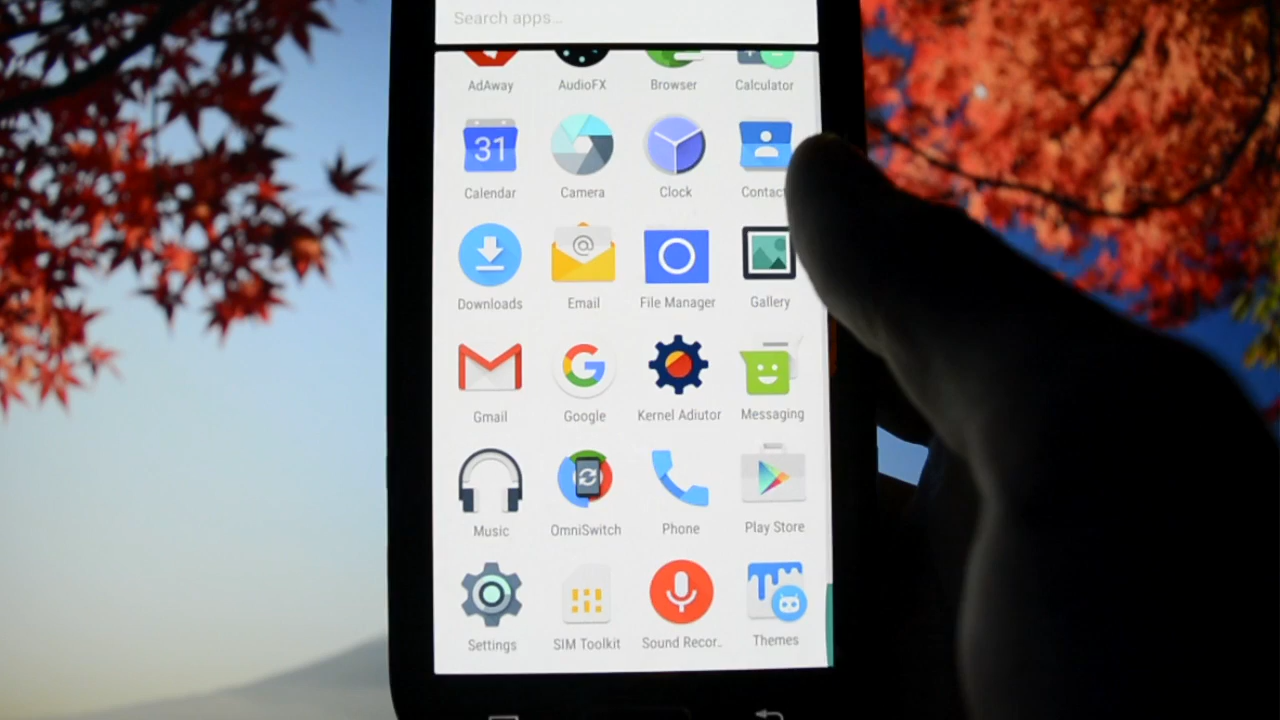 Search apps...
AdAway AudioFX Browser Calculator
31
Calendar Camera Clock Contac
@
Downloads Email File Manager Gallery
G
Gmail Google Kernel Adiutor Messaging
Music OmniSwitch Phone Play Store
Settings SIM Toolkit Sound Recor.. Themes